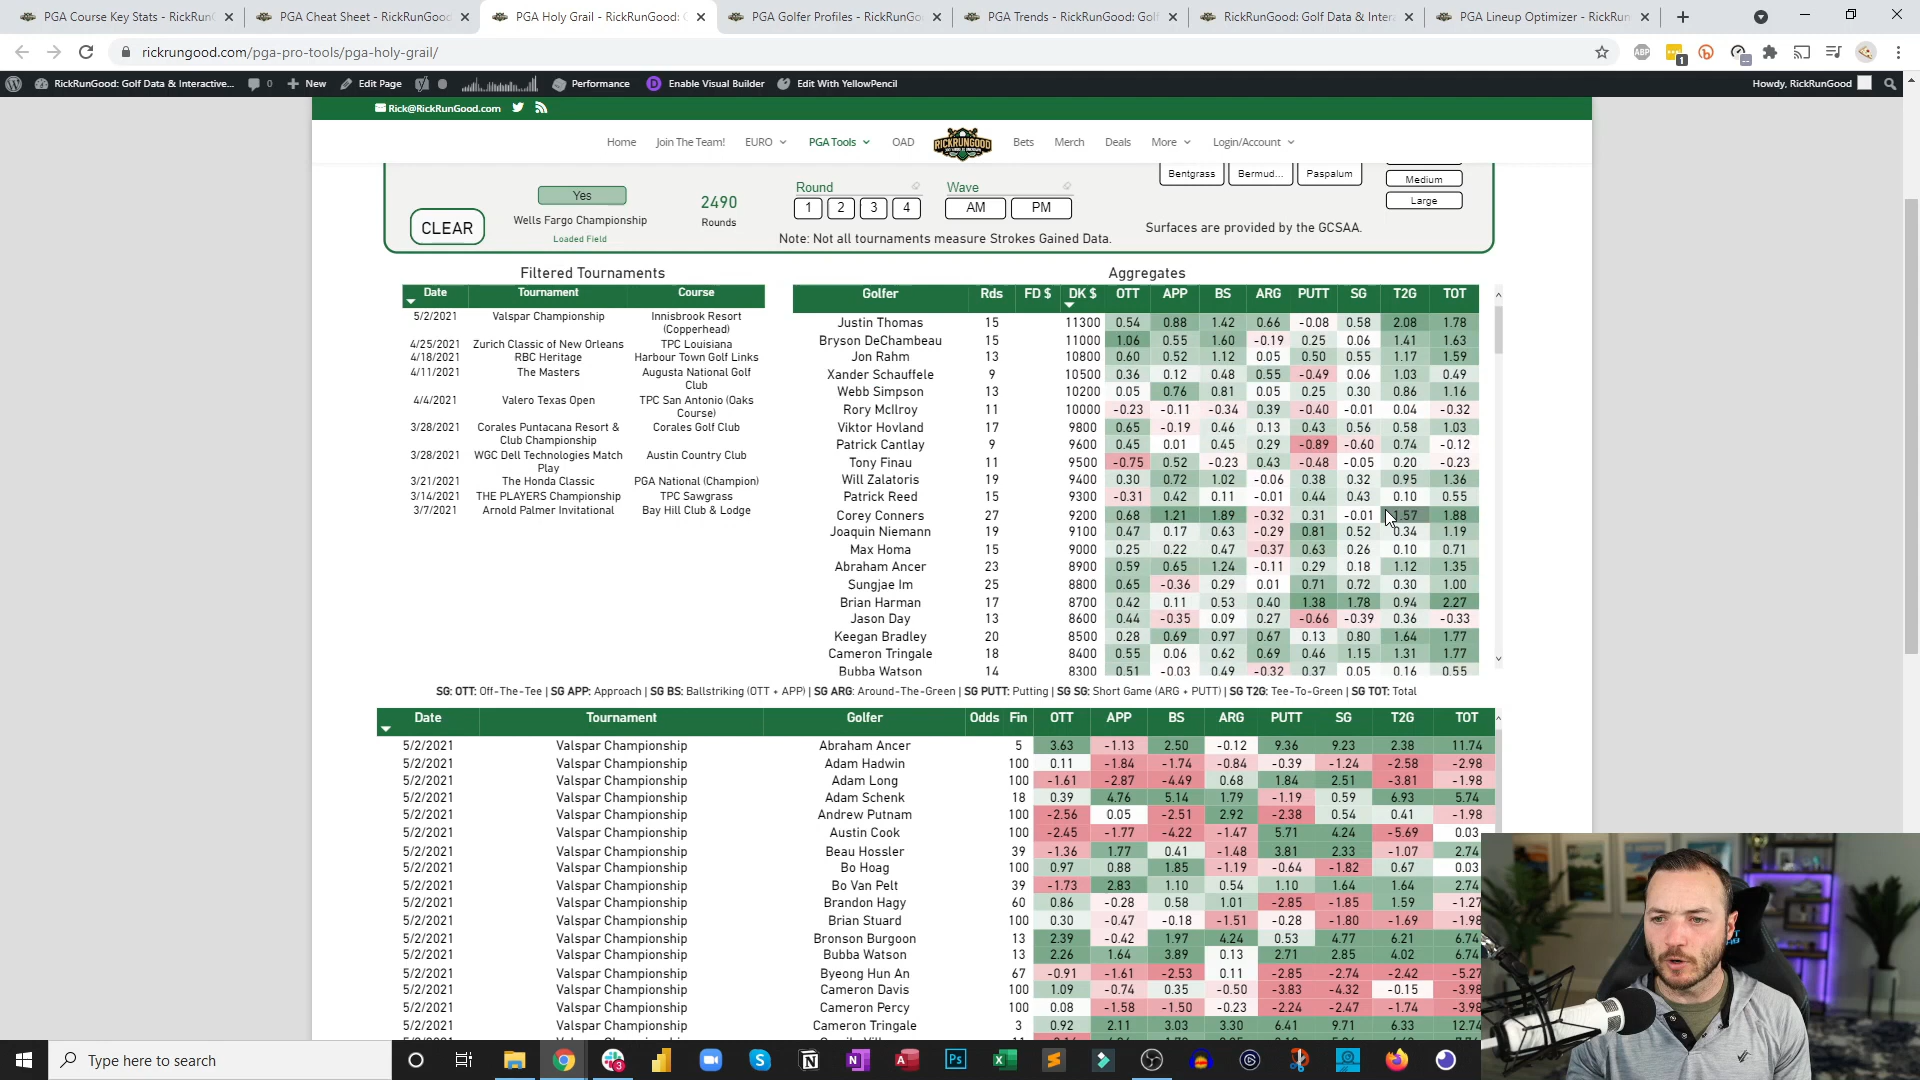 PGA Course Key Stats - RickRun
PGA Cheat Sheet - RickRunGood
PGA Holy Grail - RickRunGood: G
PGA Golfer Profiles - RickRunGo
PGA Trends - RickRunGood: Golf
RickRunGood: Golf Data & Inter
PGA Lineup Optimizer - RickRun
rickrungood.com/pga-pro-tools/pga-holy-grail/
ABP
1
RickRunGood: Golf Data & Interactive... 0 New Edit Page Performance Enable Visual Builder Edit With YellowPencil Howdy, RickRunGood
Rick@RickRunGood.com
Home Join The Team! EURO PGA Tools OAD RICKRUNGOOD Bets Merch Deals More Login/Account
Bentgrass Bermud... Paspalum Medium
Large
Yes
Wells Fargo Championship
Loaded Field
CLEAR
2490
Rounds
Round
1 2 3 4
Wave
AM PM
Note: Not all tournaments measure Strokes Gained Data.
Surfaces are provided by the GCSAA.
Filtered Tournaments
Date Tournament Course
5/2/2021 Valspar Championship Innisbrook Resort
(Copperhead)
4/25/2021 Zurich Classic of New Orleans TPC Louisiana
4/18/2021 RBC Heritage Harbour Town Golf Links
4/11/2021 The Masters Augusta National Golf
Club
4/4/2021 Valero Texas Open TPC San Antonio (Oaks
Course)
3/28/2021 Corales Puntacana Resort & Corales Golf Club
Club Championship
3/28/2021 WGC Dell Technologies Match Austin Country Club
Play
3/21/2021 The Honda Classic PGA National (Champion)
3/14/2021 THE PLAYERS Championship TPC Sawgrass
3/7/2021 Arnold Palmer Invitational Bay Hill Club & Lodge
Aggregates
Golfer Rds FD $ DK $ OTT APP BS ARG PUTT SG T2G TOT
Justin Thomas 15 11300 0.54 0.88 1.42 0.66 -0.08 0.58 2.08 1.78
Bryson DeChambeau 15 11000 1.06 0.55 1.60 -0.19 0.25 0.06 1.41 1.63
Jon Rahm 13 10800 0.60 0.52 1.12 0.05 0.50 0.55 1.17 1.59
Xander Schauffele 9 10500 0.36 0.12 0.48 0.55 -0.49 0.06 1.03 0.49
Webb Simpson 13 10200 0.05 0.76 0.81 0.05 0.25 0.30 0.86 1.16
Rory McIlroy 11 10000 -0.23 -0.11 -0.34 0.39 -0.40 -0.01 0.04 -0.32
Viktor Hovland 17 9800 0.65 -0.19 0.46 0.13 0.43 0.56 0.58 1.03
Patrick Cantlay 9 9600 0.45 0.01 0.45 0.29 -0.89 -0.60 0.74 -0.12
Tony Finau 11 9500 -0.75 0.52 -0.23 0.43 -0.48 -0.05 0.20 -0.23
Will Zalatoris 19 9400 0.30 0.72 1.02 -0.06 0.38 0.32 0.95 1.36
Patrick Reed 15 9300 -0.31 0.42 0.11 -0.01 0.44 0.43 0.10 0.55
Corey Conners 27 9200 0.68 1.21 1.89 -0.32 0.31 -0.01 1.57 1.88
Joaquin Niemann 19 9100 0.47 0.17 0.63 -0.29 0.81 0.52 0.34 1.19
Max Homa 15 9000 0.25 0.22 0.47 -0.37 0.63 0.26 0.10 0.71
Abraham Ancer 23 8900 0.59 0.65 1.24 -0.11 0.29 0.18 1.12 1.35
Sungjae Im 25 8800 0.65 -0.36 0.29 0.01 0.71 0.72 0.30 1.00
Brian Harman 17 8700 0.42 0.11 0.53 0.40 1.38 1.78 0.94 2.27
Jason Day 13 8600 0.44 -0.35 0.09 0.27 -0.66 -0.39 0.36 -0.33
Keegan Bradley 20 8500 0.28 0.69 0.97 0.67 0.13 0.80 1.64 1.77
Cameron Tringale 18 8400 0.55 0.06 0.62 0.69 0.46 1.15 1.31 1.77
Bubba Watson 14 8300 0.51 -0.03 0.49 -0.32 0.37 0.05 0.16 0.55
SG: OTT: Off-The-Tee | SG APP: Approach | SG BS: Ballstriking (OTT + APP) | SG ARG: Around-The-Green | SG PUTT: Putting | SG SG: Short Game (ARG + PUTT) | SG T2G: Tee-To-Green | SG TOT: Total
Date Tournament Golfer Odds Fin OTT APP BS ARG PUTT SG T2G TOT
5/2/2021 Valspar Championship Abraham Ancer 5 3.63 -1.13 2.50 -0.12 9.36 9.23 2.38 11.74
5/2/2021 Valspar Championship Adam Hadwin 100 0.11 -1.84 -1.74 -0.84 -0.39 -1.24 -2.58 -2.98
5/2/2021 Valspar Championship Adam Long 100 -1.61 -2.87 -4.49 0.68 1.84 2.51 -3.81 -1.98
5/2/2021 Valspar Championship Adam Schenk 18 0.39 4.76 5.14 1.79 -1.19 0.59 6.93 5.74
5/2/2021 Valspar Championship Andrew Putnam 100 -2.56 0.05 -2.51 2.92 -2.38 0.54 0.41 -1.98
5/2/2021 Valspar Championship Austin Cook 100 -2.45 -1.77 -4.22 -1.47 5.71 4.24 -5.69 0.03
5/2/2021 Valspar Championship Beau Hossler 39 -1.36 1.77 0.41 -1.48 3.81 2.33 -1.07 2.74
5/2/2021 Valspar Championship Bo Hoag 100 0.97 0.88 1.85 -1.19 -0.64 -1.82 0.67 0.03
5/2/2021 Valspar Championship Bo Van Pelt 39 -1.73 2.83 1.10 0.54 1.10 1.64 1.64 2.74
5/2/2021 Valspar Championship Brandon Hagy 60 0.86 -0.28 0.58 1.01 -2.85 -1.85 1.59 -1.27
5/2/2021 Valspar Championship Brian Stuard 100 0.30 -0.47 -0.18 -1.51 -0.28 -1.80 -1.69 -1.98
5/2/2021 Valspar Championship Bronson Burgoon 13 2.39 -0.42 1.97 4.24 0.53 4.77 6.21 6.74
5/2/2021 Valspar Championship Bubba Watson 13 2.26 1.64 3.89 0.13 2.71 2.85 4.02 6.74
5/2/2021 Valspar Championship Byeong Hun An 67 -0.91 -1.61 -2.53 0.11 -2.85 -2.74 -2.42 -5.27
5/2/2021 Valspar Championship Cameron Davis 100 1.09 -0.74 0.35 -0.50 -3.83 -4.32 -0.15 -3.98
5/2/2021 Valspar Championship Cameron Percy 100 0.08 -1.58 -1.50 -0.23 -2.24 -2.47 -1.74 -3.98
5/2/2021 Valspar Championship Cameron Tringale 3 0.92 2.11 3.03 3.30 6.41 9.71 6.33 12.74
Type here to search